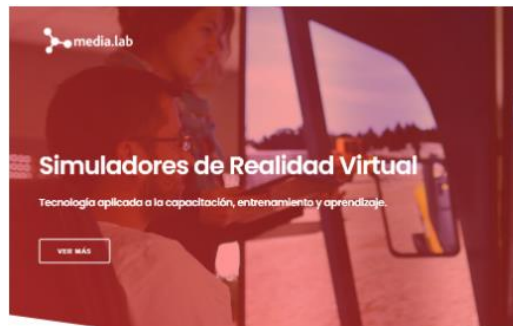 media.lab
Simuladores de Realidad Virtual
Tecnología aplicada a la capacitación, entrenamiento y aprendizaje.
VER MÁS